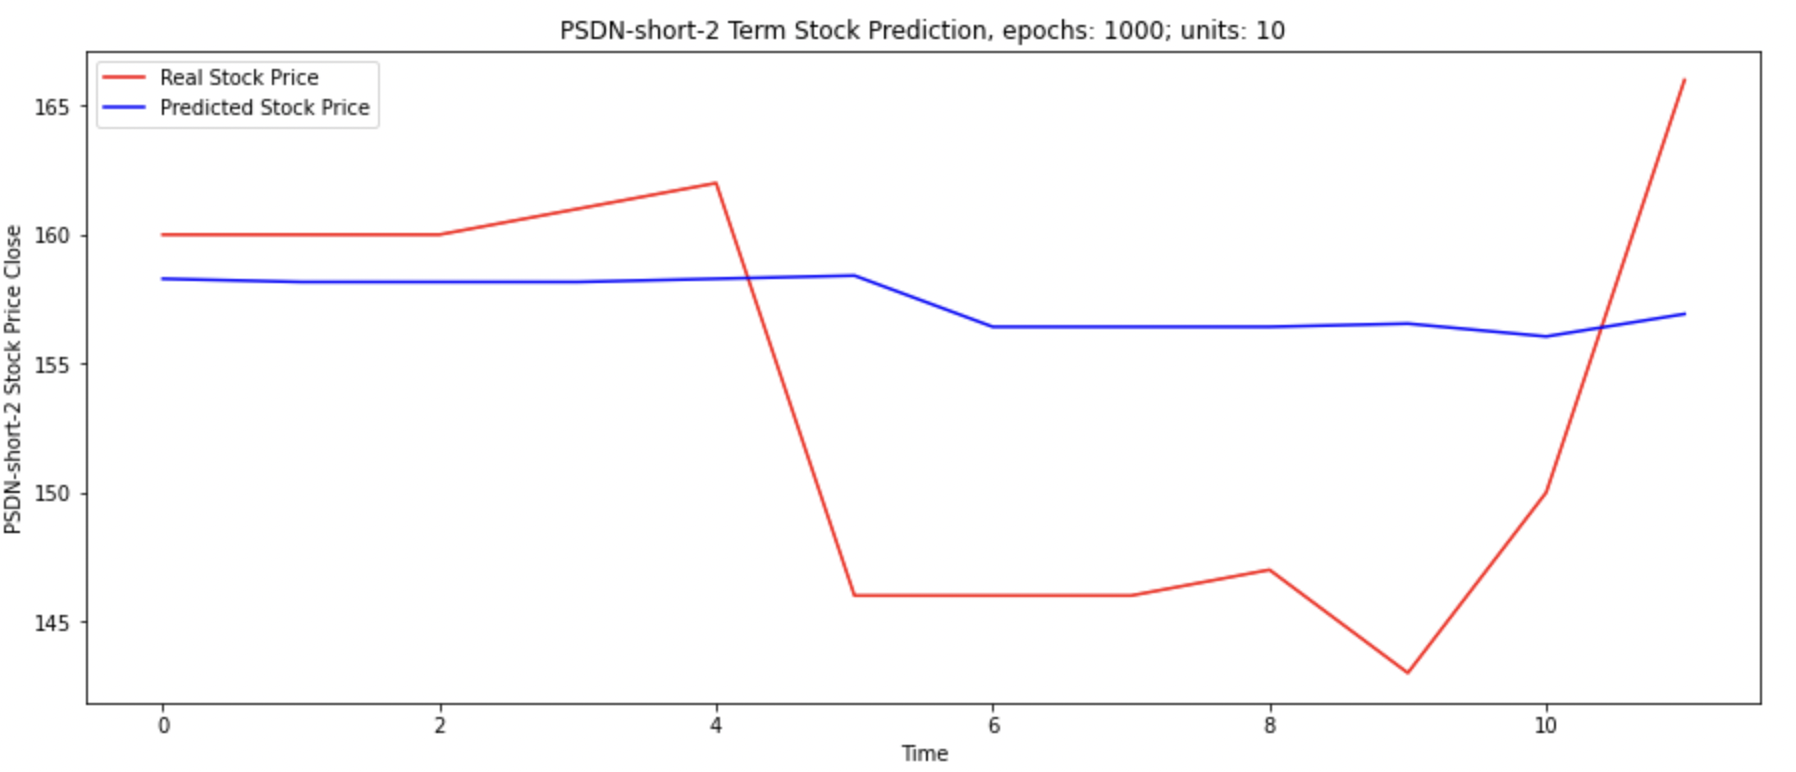 PSDN-short-2 Term Stock Prediction, epochs: 1000; units: 10
Real Stock Price
Predicted Stock Price
PSDN-short-2 Stock Price Close
165
160
155
150
145
0 2 4 6 8 10
Time